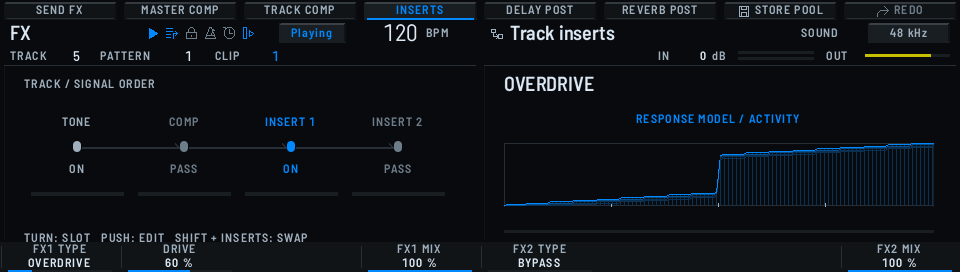 SEND FX MASTER COMP TRACK COMP INSERTS DELAY POST REVERB POST STORE POOL REDO
FX Playing 120 BPM Track inserts SOUND 48 kHz
TRACK 5 PATTERN 1 CLIP 1 IN 0 dB OUT
TRACK / SIGNAL ORDER
OVERDRIVE
TONE COMP INSERT 1 INSERT 2
RESPONSE MODEL / ACTIVITY
ON PASS ON PASS
TURN: SLOT PUSH: EDIT SHIFT + INSERTS: SWAP
FX1 TYPE DRIVE FX1 MIX FX2 TYPE FX2 MIX
OVERDRIVE 60 % 100 % BYPASS 100 %